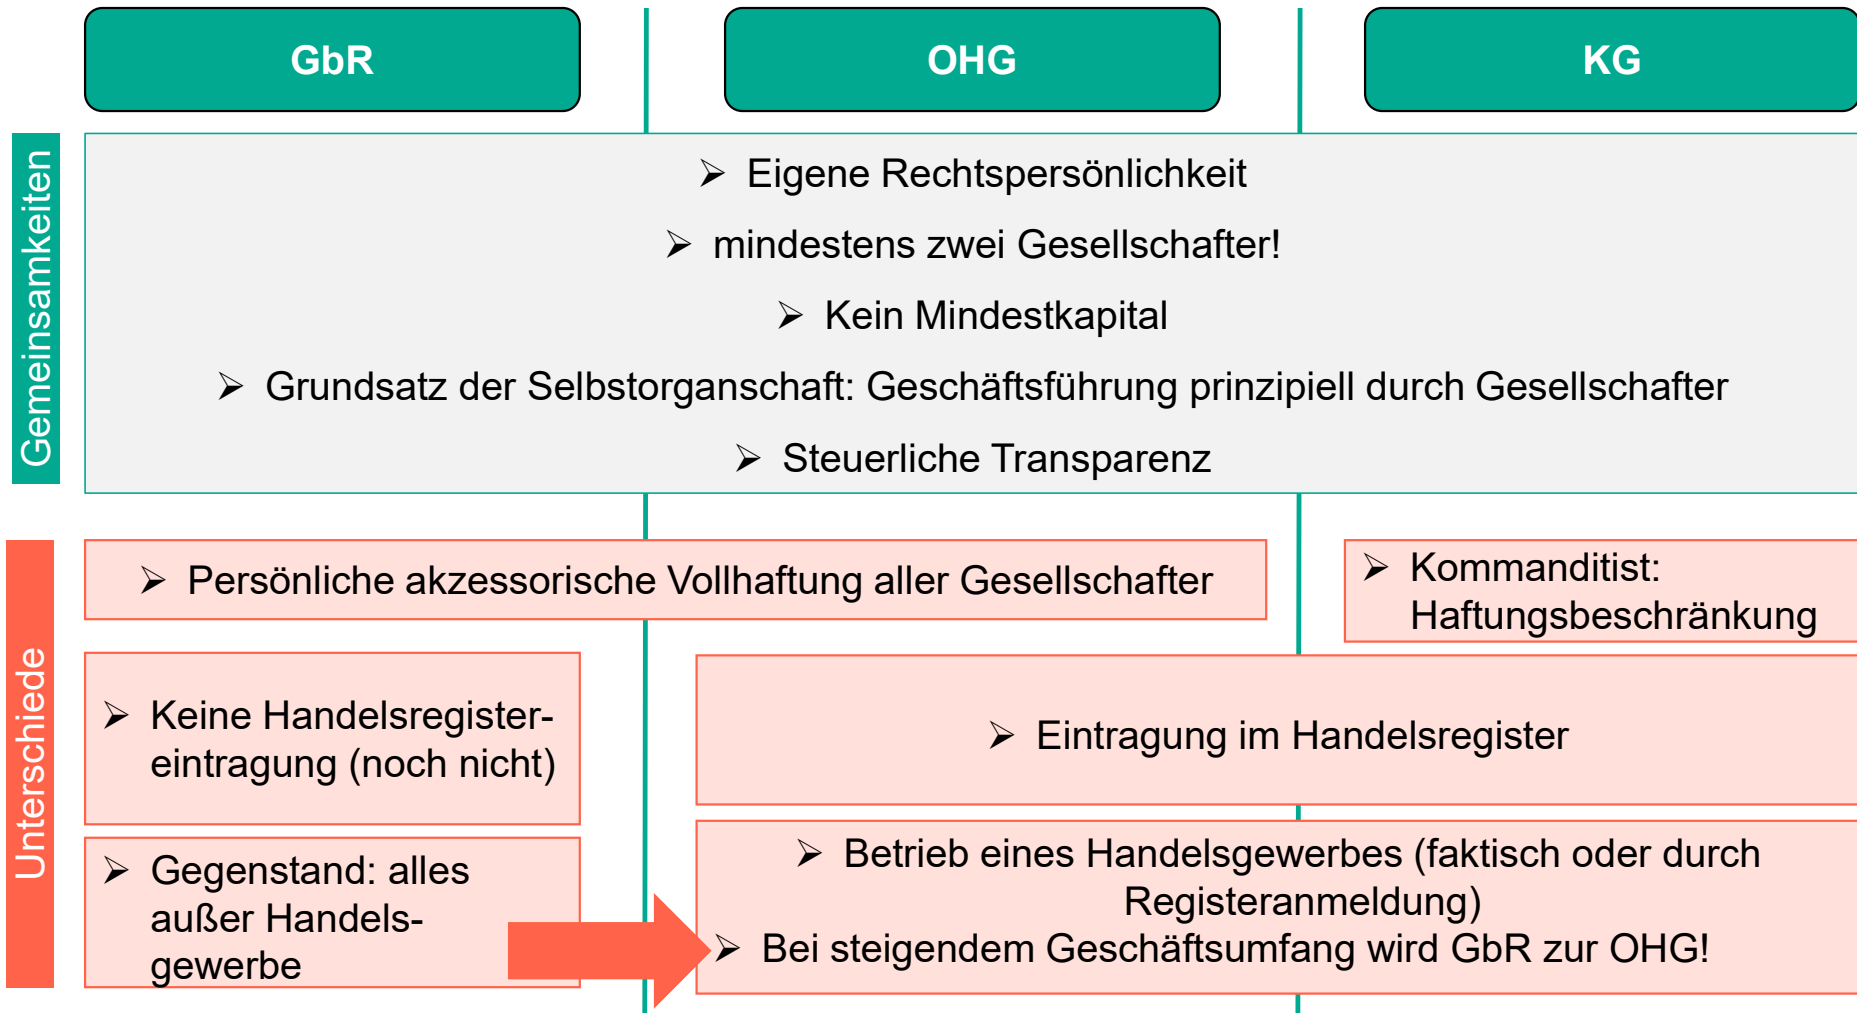 GbR
OHG
KG
Gemeinsamkeiten
➢ Eigene Rechtspersönlichkeit
➢ mindestens zwei Gesellschafter!
➢ Kein Mindestkapital
➢ Grundsatz der Selbstorganschaft: Geschäftsführung prinzipiell durch Gesellschafter
➢ Steuerliche Transparenz
Unterschiede
➢ Persönliche akzessorische Vollhaftung aller Gesellschafter
➢ Kommanditist:
Haftungsbeschränkung
➢ Keine Handelsregister-
eintragung (noch nicht)
➢ Eintragung im Handelsregister
➢ Gegenstand: alles
außer Handels-
gewerbe
➢ Betrieb eines Handelsgewerbes (faktisch oder durch
Registeranmeldung)
➢ Bei steigendem Geschäftsumfang wird GbR zur OHG!